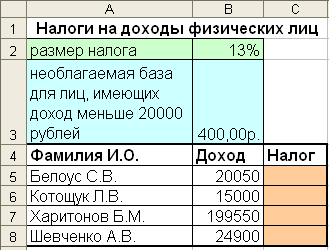 A B C
1 Налоги на доходы физических лиц
2 размер налога 13%
необлагаемая база
для лиц, имеющих
доход меньше 20000
3 рублей 400,00р.
4 Фамилия И.О. Доход Налог
5 Белоус С.В. 20050
6 Котощук Л.В. 15000
7 Харитонов Б.М. 199550
8 Шевченко А.В. 24900